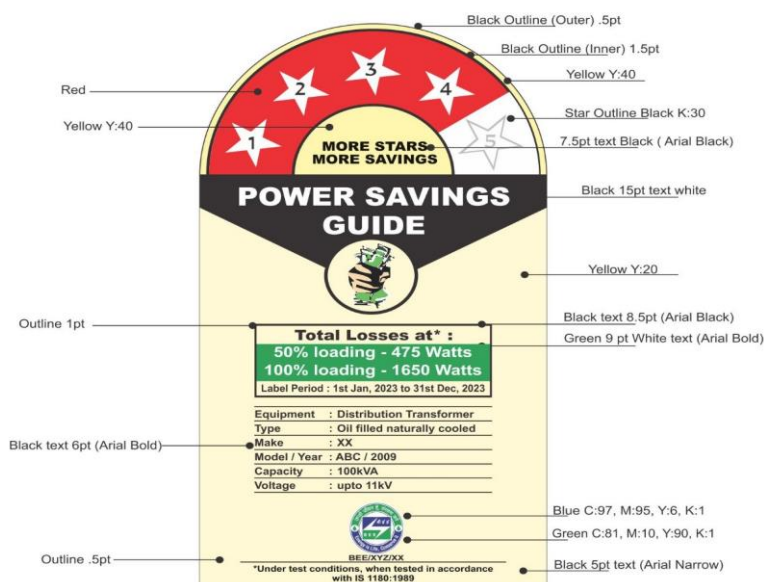 Black Outline (Outer) .5pt
Black Outline (Inner) 1.5pt
Yellow Y:40
Red
Star Outline Black K:30
Yellow Y:40
7.5pt text Black ( Arial Black)
1
2
3
4
5
MORE STARS
MORE SAVINGS
Black 15pt text white
POWER SAVINGS
GUIDE
Yellow Y:20
Outline 1pt
Black text 8.5pt (Arial Black)
Green 9 pt White text (Arial Bold)
Total Losses at* :
50% loading - 475 Watts
100% loading - 1650 Watts
Label Period : 1st Jan, 2023 to 31st Dec, 2023
Equipment : Distribution Transformer
Type : Oil filled naturally cooled
Black text 6pt (Arial Bold)
Make : XX
Model / Year : ABC / 2009
Capacity : 100kVA
Voltage : upto 11kV
Blue C:97, M:95, Y:6, K:1
Green C:81, M:10, Y:90, K:1
BEE/XYZ/XX
Outline .5pt
Black 5pt text (Arial Narrow)
*Under test conditions, when tested in accordance
with IS 1180:1989